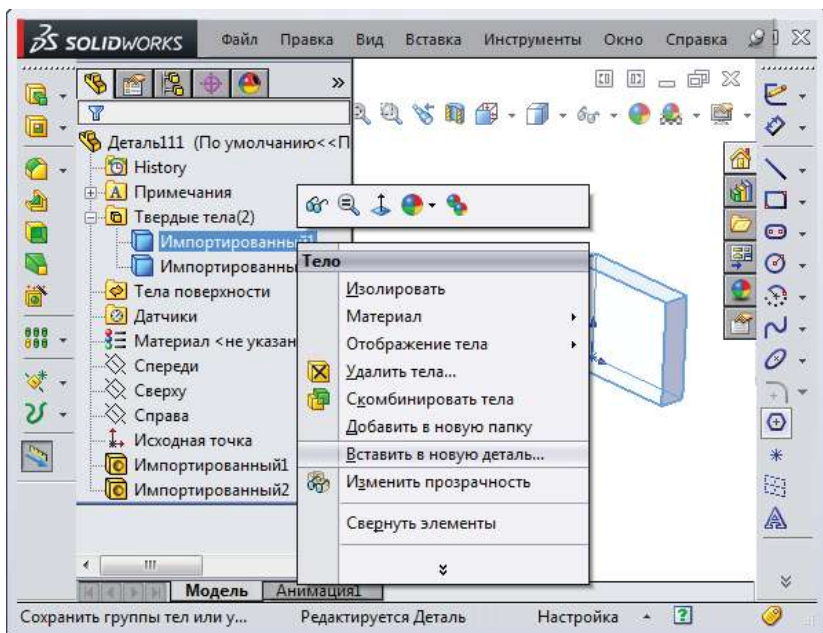 SOLIDWORKS Файл Правка Вид Вставка Инструменты Окно Справка
Деталь111 (По умолчанию<<П
History
Примечания
Твердые тела(2)
Импортированный1
Импортированны
Тела поверхности
Датчики
Материал <не указан
Спереди
Сверху
Справа
Исходная точка
Импортированный1
Импортированный2
Тело
Изолировать
Материал
Отображение тела
Удалить тела...
Скомбинировать тела
Добавить в новую папку
Вставить в новую деталь...
Изменить прозрачность
Свернуть элементы
Модель Анимация1
Сохранить группы тел или у... Редактируется Деталь Настройка